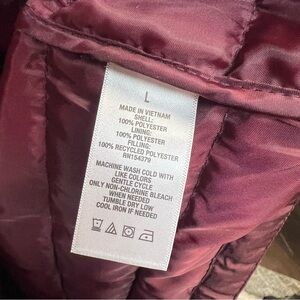 L
MADE IN VIETNAM
SHELL:
100% POLYESTER
LINING:
100% POLYESTER
FILLING:
100% RECYCLED POLYESTER
RN154379
MACHINE WASH COLD WITH
LIKE COLORS
GENTLE CYCLE
ONLY NON-CHLORINE BLEACH
WHEN NEEDED
TUMBLE DRY LOW
COOL IRON IF NEEDED